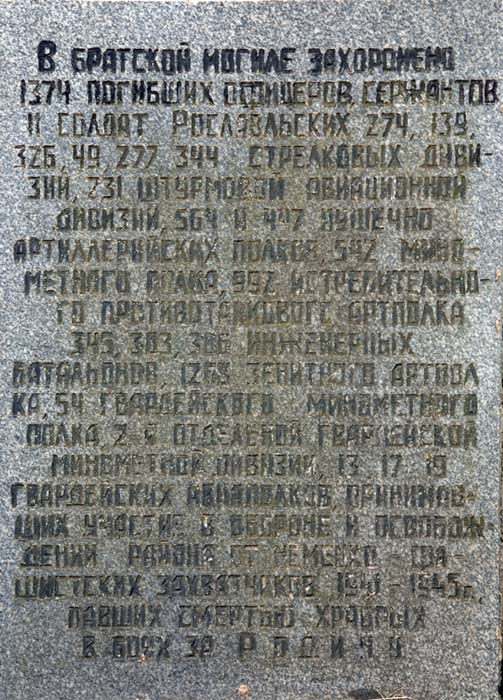 В БРАТСКОЙ МОГИЛЕ ЗАХОРОНЕНО
1374 ПОГИБШИХ ОФИЦЕРОВ, СЕРЖАНТОВ
И СОЛДАТ РОСЛАВЛЬСКИХ 274, 139,
326, 49, 277 344 СТРЕЛКОВЫХ ДИВИ-
ЗИЙ, 231 ШТУРМОВОЙ АВИАЦИОННОЙ
ДИВИЗИИ, 564 И 447 ПУШЕЧНО
АРТИЛЛЕРИЙСКИХ ПОЛКОВ, 542 МИНО-
МЕТНОГО ПОЛКА, 992 ИСТРЕБИТЕЛЬНО-
ГО ПРОТИВОТАНКОВОГО АРТПОЛКА
345, 383, 386 ИНЖЕНЕРНЫХ
БАТАЛЬОНОВ, 1268 ЗЕНИТНОГО АРТПОЛ
КА, 54 ГВАРДЕЙСКОГО МИНОМЕТНОГО
ПОЛКА, 2-Й ОТДЕЛЬНОЙ ГВАРДЕЙСКОЙ
МИНОМЕТНОЙ ДИВИЗИИ, 13 17 19
ГВАРДЕЙСКИХ АВИАПОЛКОВ, ПРИНИМАВ-
ШИХ УЧАСТИЕ В ОБОРОНЕ И ОСВОБОЖ
ДЕНИИ РАЙОНА ОТ НЕМЕЦКО - ФА-
ШИСТСКИХ ЗАХВАТЧИКОВ 1941 - 1945г.,
ПАВШИХ СМЕРТЬЮ ХРАБРЫХ
В БОЯХ ЗА РОДИНУ